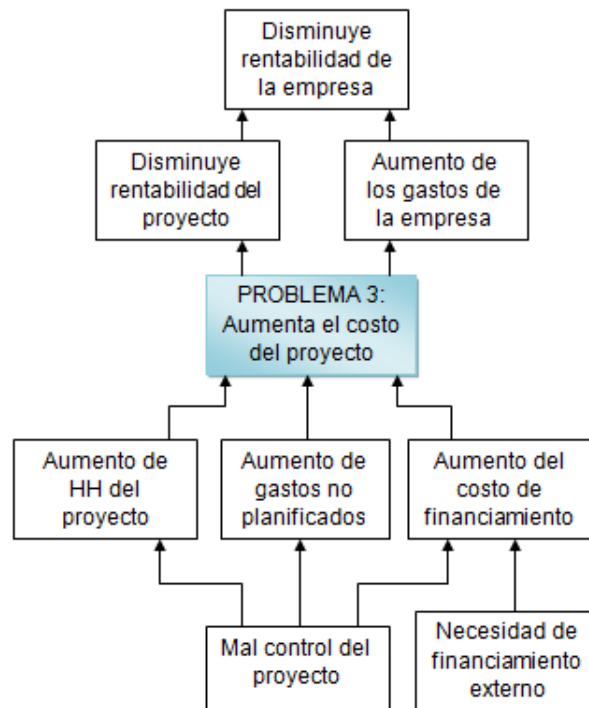 Disminuye
rentabilidad de
la empresa
Disminuye
rentabilidad del
proyecto
Aumento de
los gastos de
la empresa
PROBLEMA 3:
Aumenta el costo
del proyecto
Aumento de
HH del
proyecto
Aumento de
gastos no
planificados
Aumento del
costo de
financiamiento
Mal control del
proyecto
Necesidad de
financiamiento
externo